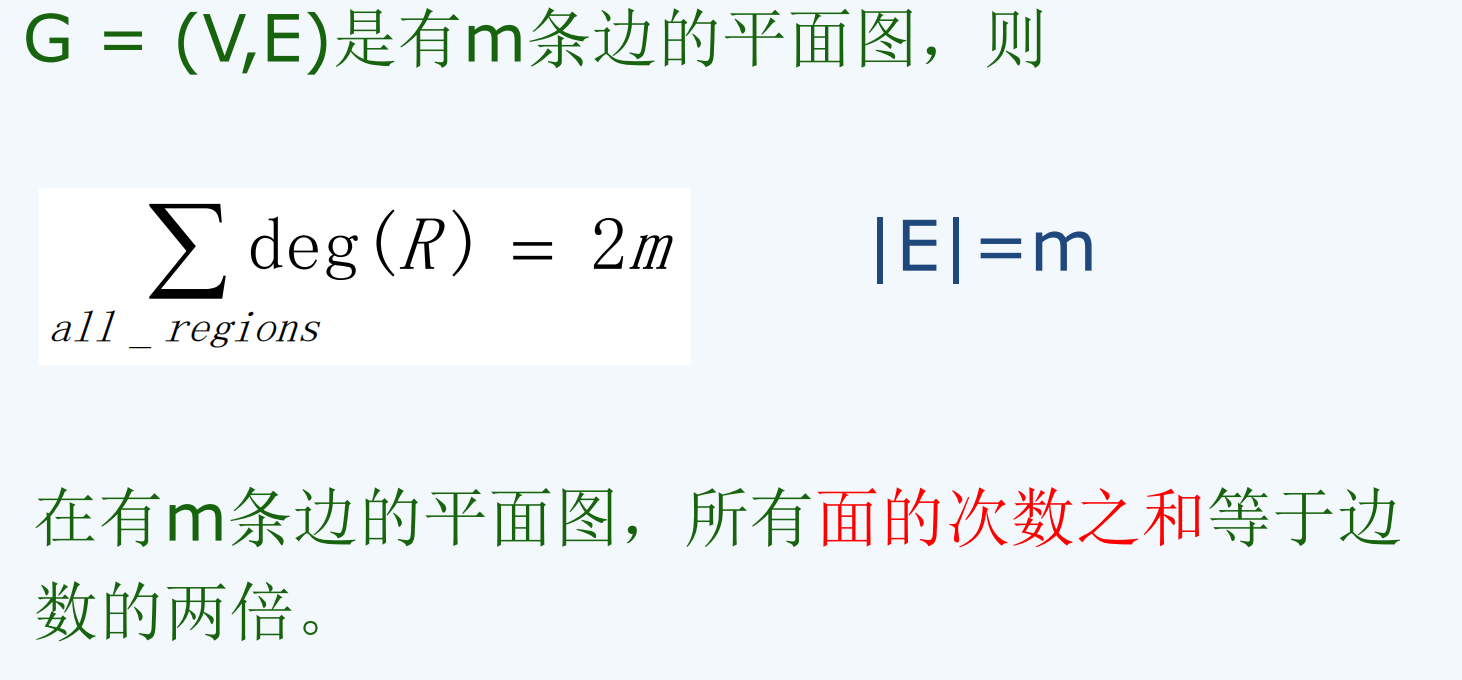 G = (V,E)是有m条边的平面图，则
∑ deg(R) = 2m
all _ regions
|E|=m
在有m条边的平面图，所有面的次数之和等于边
数的两倍。